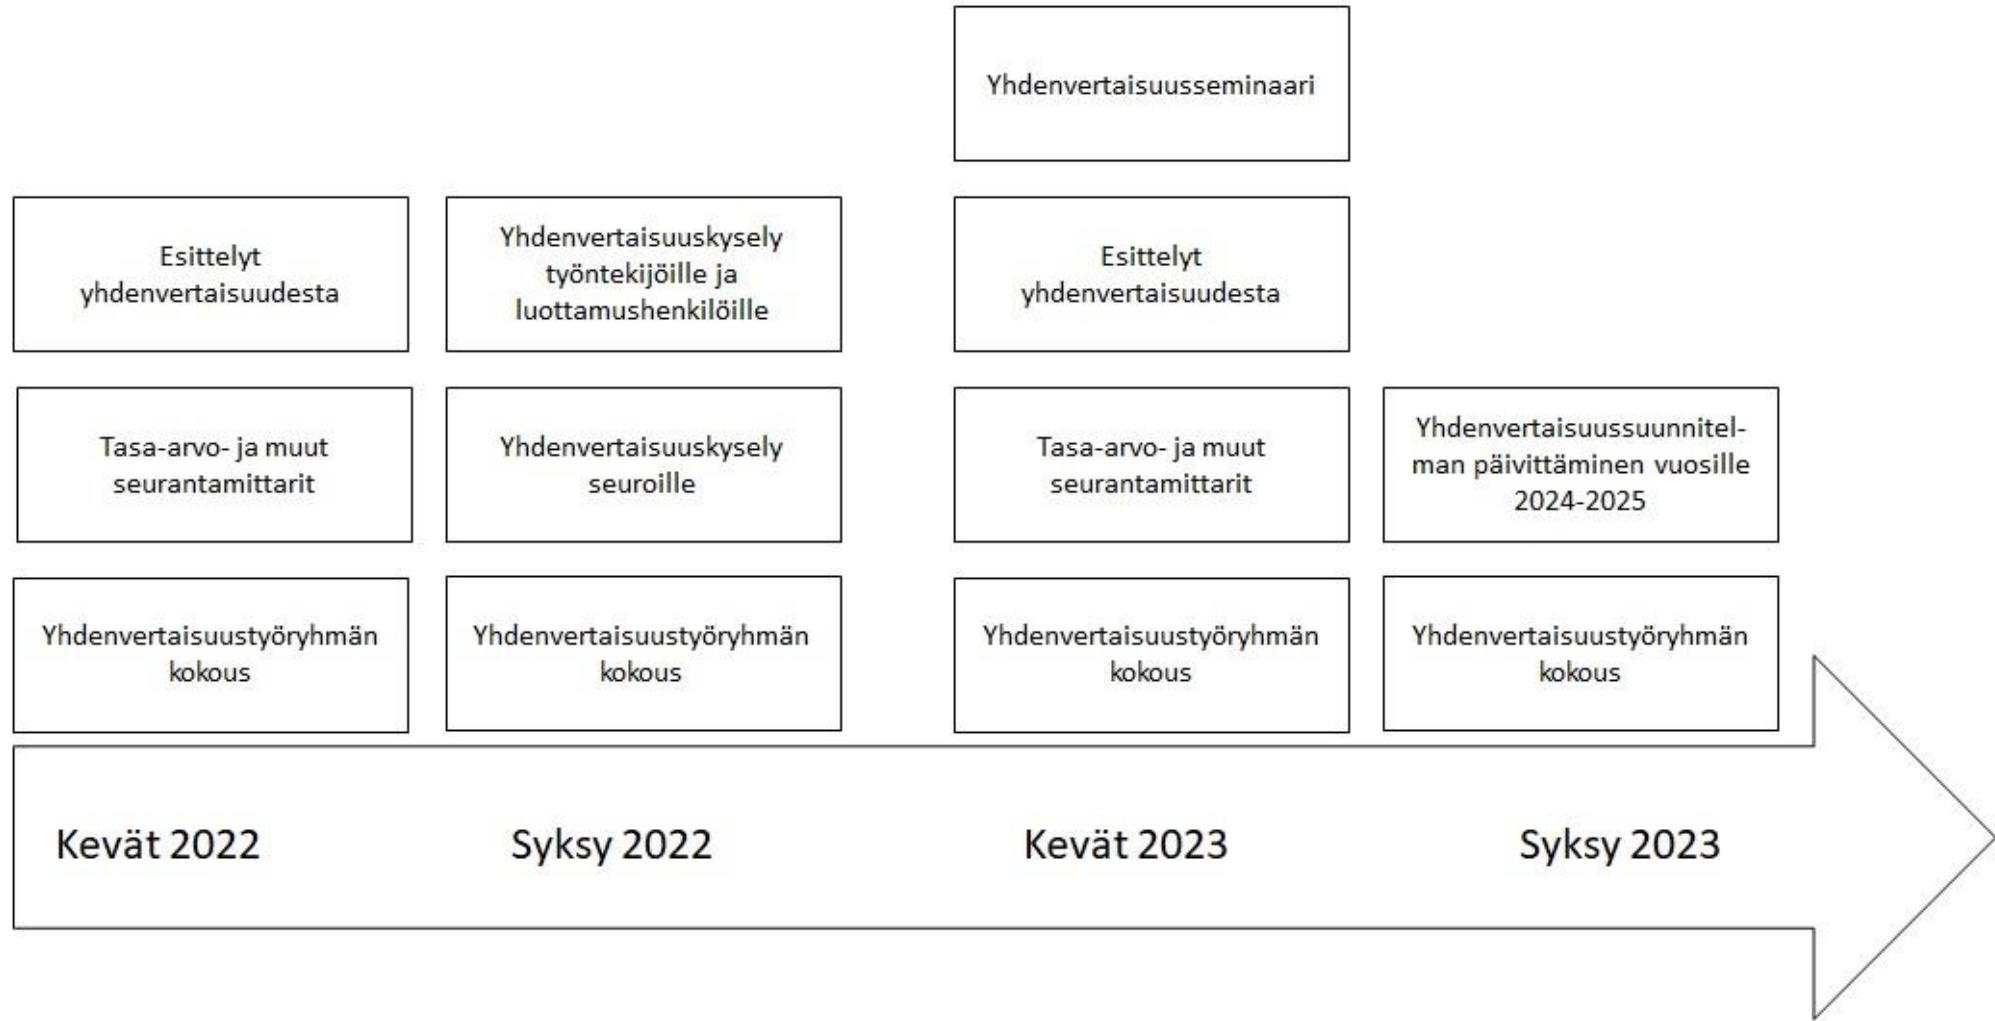 Yhdenvertaisuusseminaari
Esittelyt
yhdenvertaisuudesta
Yhdenvertaisuuskysely
työntekijöille ja
luottamushenkilöille
Esittelyt
yhdenvertaisuudesta
Tasa-arvo- ja muut
seurantamittarit
Yhdenvertaisuuskysely
seuroille
Tasa-arvo- ja muut
seurantamittarit
Yhdenvertaisuussuunnitel-
man päivittäminen vuosille
2024-2025
Yhdenvertaisuustyöryhmän
kokous
Yhdenvertaisuustyöryhmän
kokous
Yhdenvertaisuustyöryhmän
kokous
Yhdenvertaisuustyöryhmän
kokous
Kevät 2022
Syksy 2022
Kevät 2023
Syksy 2023